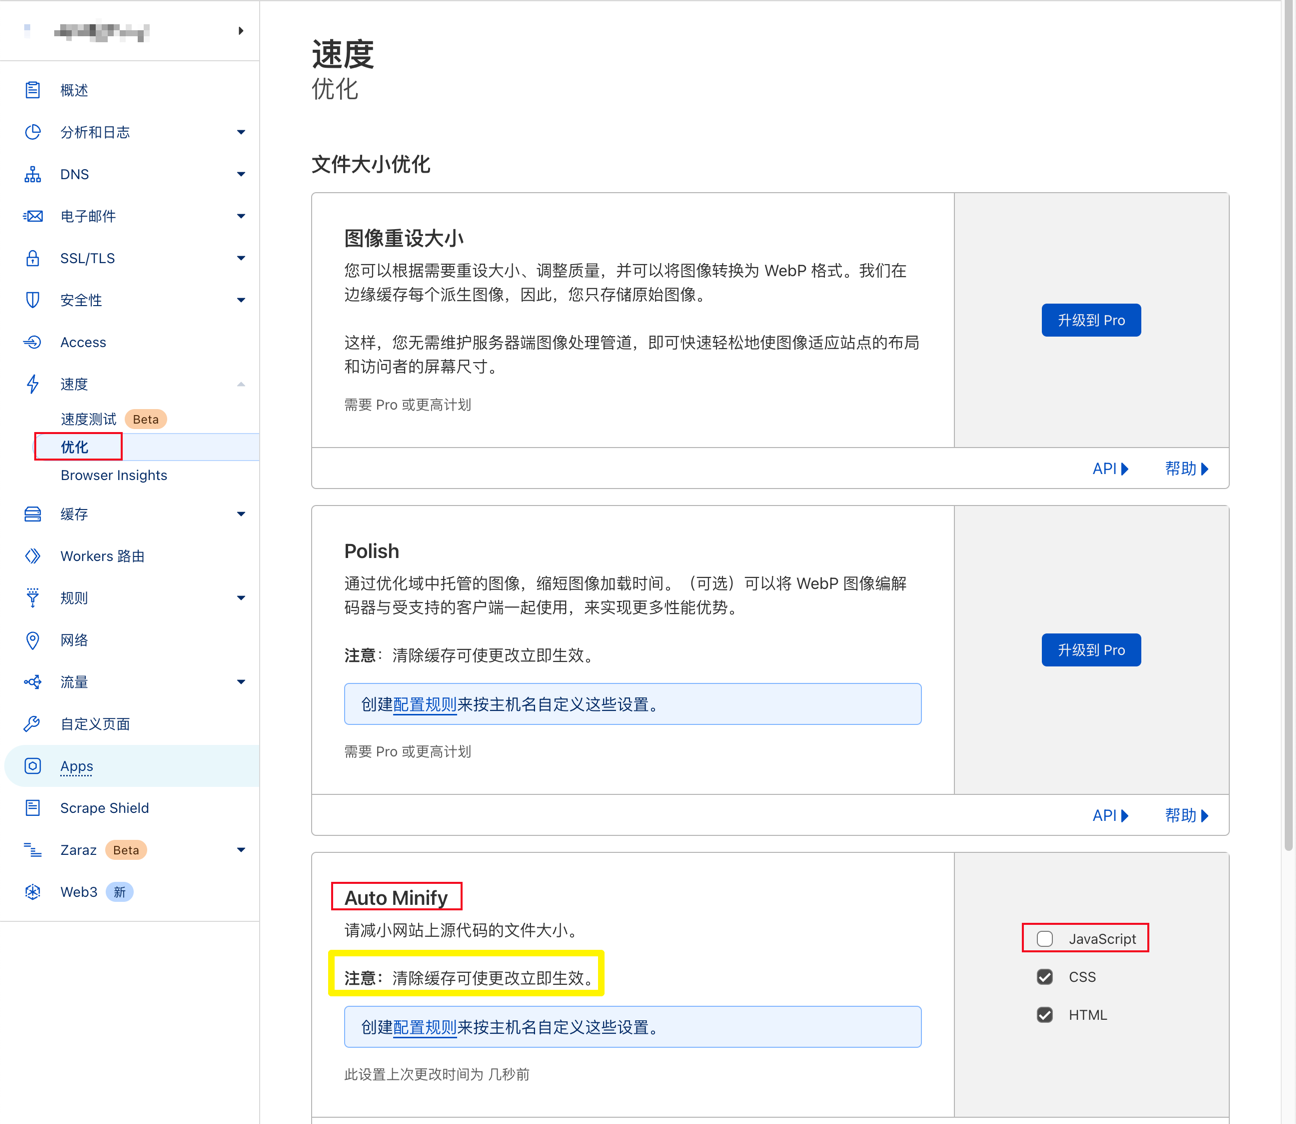 概述
分析和日志
DNS
电子邮件
SSL/TLS
安全性
Access
速度
速度测试 Beta
优化
Browser Insights
缓存
Workers 路由
规则
网络
流量
自定义页面
Apps
Scrape Shield
Zaraz Beta
Web3 新
速度
优化
文件大小优化
图像重设大小
您可以根据需要重设大小、调整质量，并可以将图像转换为 WebP 格式。我们在
边缘缓存每个派生图像，因此，您只存储原始图像。
这样，您无需维护服务器端图像处理管道，即可快速轻松地使图像适应站点的布局
和访问者的屏幕尺寸。
需要 Pro 或更高计划
升级到 Pro
API 帮助
Polish
通过优化域中托管的图像，缩短图像加载时间。（可选）可以将 WebP 图像编解
码器与受支持的客户端一起使用，来实现更多性能优势。
注意：清除缓存可使更改立即生效。
创建配置规则来按主机名自定义这些设置。
需要 Pro 或更高计划
升级到 Pro
API 帮助
Auto Minify
请减小网站上源代码的文件大小。
注意：清除缓存可使更改立即生效。
创建配置规则来按主机名自定义这些设置。
此设置上次更改时间为 几秒前
JavaScript
CSS
HTML